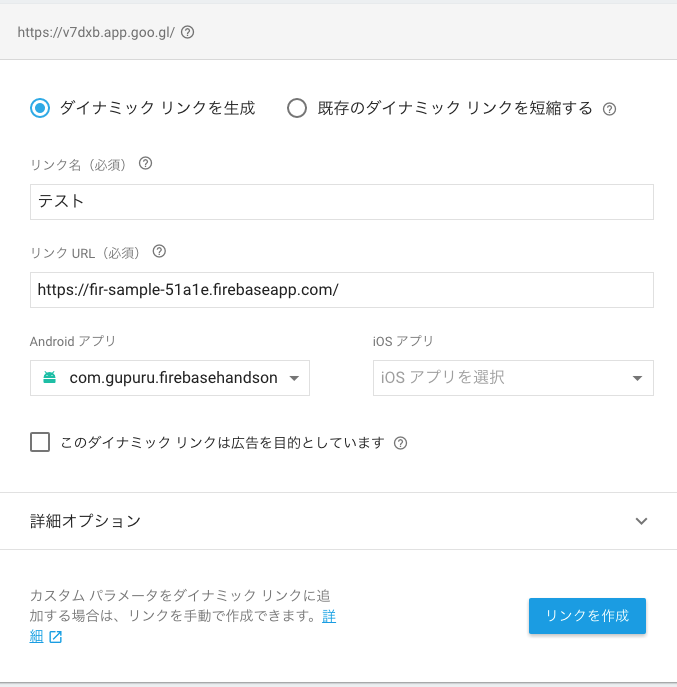 https://v7dxb.app.goo.gl/
ダイナミック リンクを生成 既存のダイナミック リンクを短縮する
リンク名（必須）
テスト
リンク URL（必須）
https://fir-sample-51a1e.firebaseapp.com/
Android アプリ iOS アプリ
com.gupuru.firebasehandson iOS アプリを選択
このダイナミック リンクは広告を目的としています
詳細オプション
カスタム パラメータをダイナミック リンクに追
加する場合は、リンクを手動で作成できます。詳
細
リンクを作成